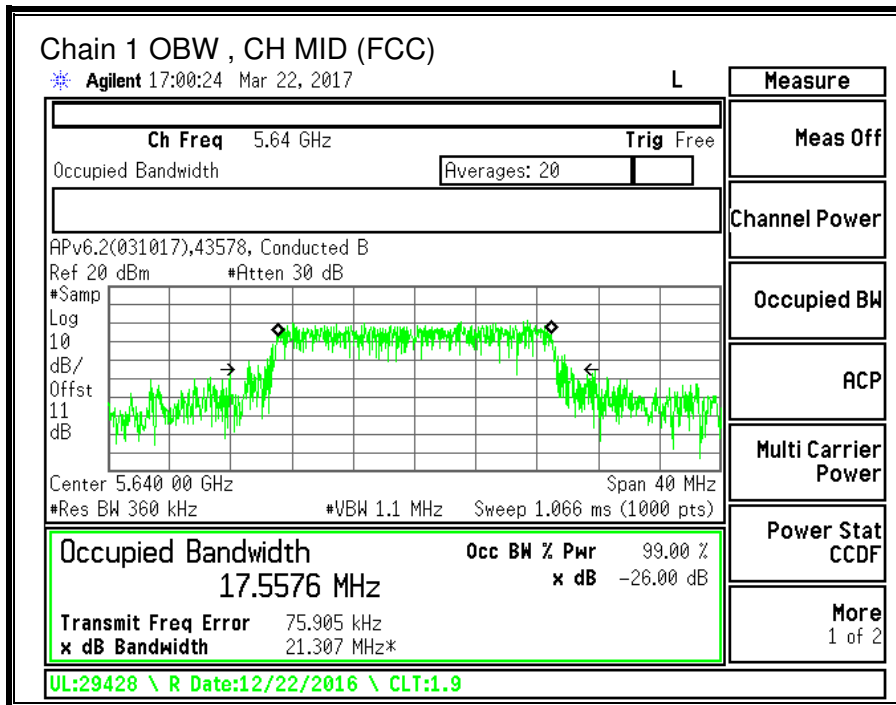 Chain 1 OBW , CH MID (FCC)
Agilent 17:00:24 Mar 22, 2017 L Measure
Ch Freq 5.64 GHz Trig Free
Meas Off
Occupied Bandwidth Averages: 20
Channel Power
APv6.2(031017),43578, Conducted B
Ref 20 dBm #Atten 30 dB
#Samp
Log
10
dB/
Offst
11
dB
Occupied BW
ACP
Multi Carrier
Power
Center 5.640 00 GHz Span 40 MHz
#Res BW 360 kHz #VBW 1.1 MHz Sweep 1.066 ms (1000 pts)
Power Stat
CCDF
Occupied Bandwidth Occ BW % Pwr 99.00 %
17.5576 MHz x dB -26.00 dB
Transmit Freq Error 75.905 kHz
x dB Bandwidth 21.307 MHz*
More
1 of 2
UL:29428 \ R Date:12/22/2016 \ CLT:1.9